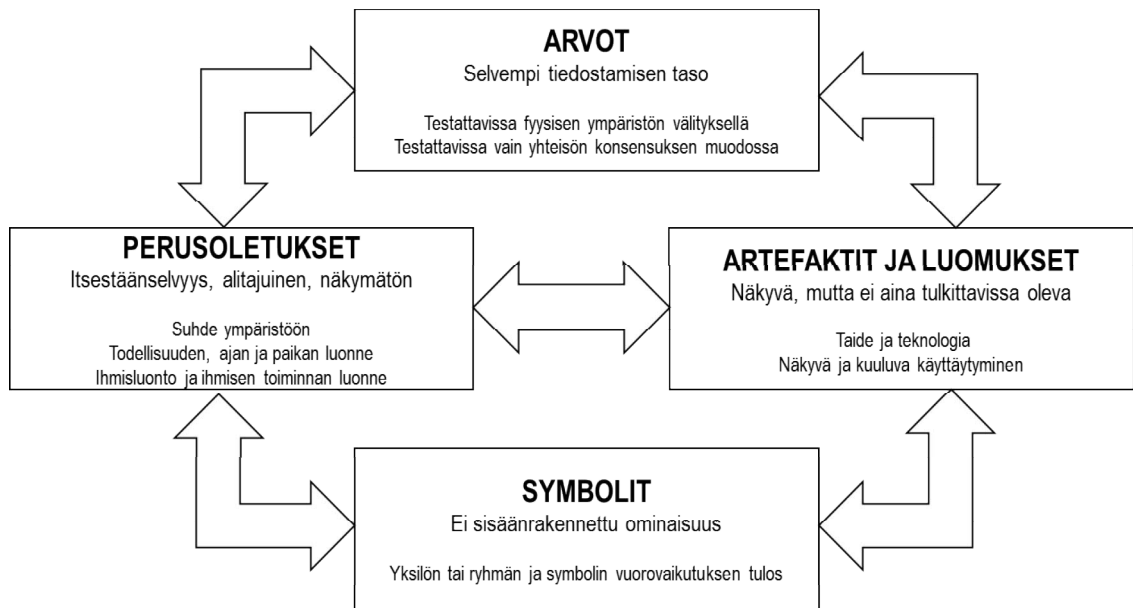 ARVOT
Selvempi tiedostamisen taso
Testattavissa fyysisen ympäristön välityksellä
Testattavissa vain yhteisön konsensuksen muodossa
PERUSOLETUKSET
Itsestäänselvyys, alitajuinen, näkymätön
Suhde ympäristöön
Todellisuuden, ajan ja paikan luonne
Ihmisluonto ja ihmisen toiminnan luonne
ARTEFAKTIT JA LUOMUKSET
Näkyvä, mutta ei aina tulkittavissa oleva
Taide ja teknologia
Näkyvä ja kuuluva käyttäytyminen
SYMBOLIT
Ei sisäänrakennettu ominaisuus
Yksilön tai ryhmän ja symbolin vuorovaikutuksen tulos